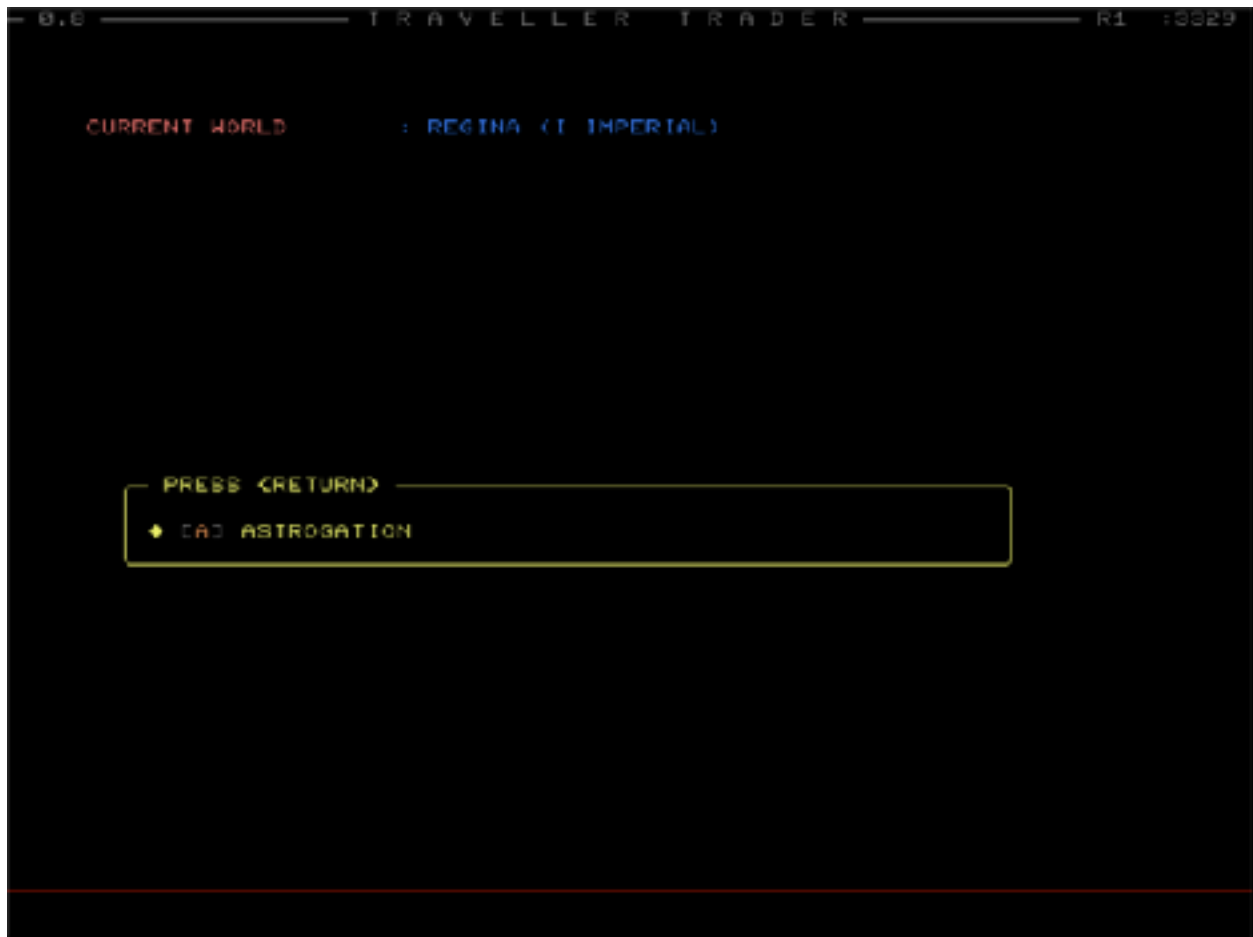 0.8 TRAVELLER TRADER R1 :3329
CURRENT WORLD : REGINA (I IMPERIAL)
PRESS <RETURN>
[A] ASTROGATION